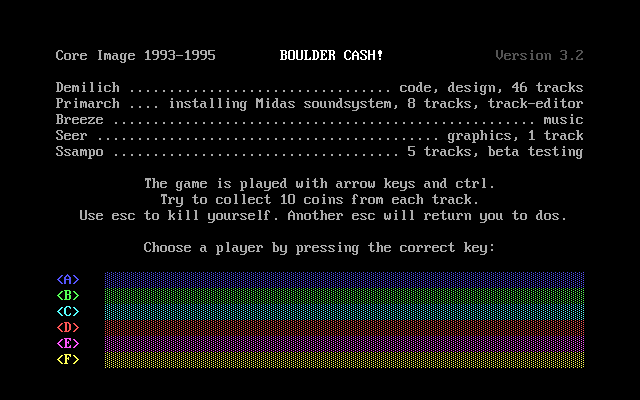 Core Image 1993-1995 BOULDER CASH! Version 3.2
Demilich ................................. code, design, 46 tracks
Primarch .... installing Midas soundsystem, 8 tracks, track-editor
Breeze ..................................................... music
Seer ............................................ graphics, 1 track
Ssampo ................................... 5 tracks, beta testing
The game is played with arrow keys and ctrl.
Try to collect 10 coins from each track.
Use esc to kill yourself. Another esc will return you to dos.
Choose a player by pressing the correct key:
<A>
<B>
<C>
<D>
<E>
<F>